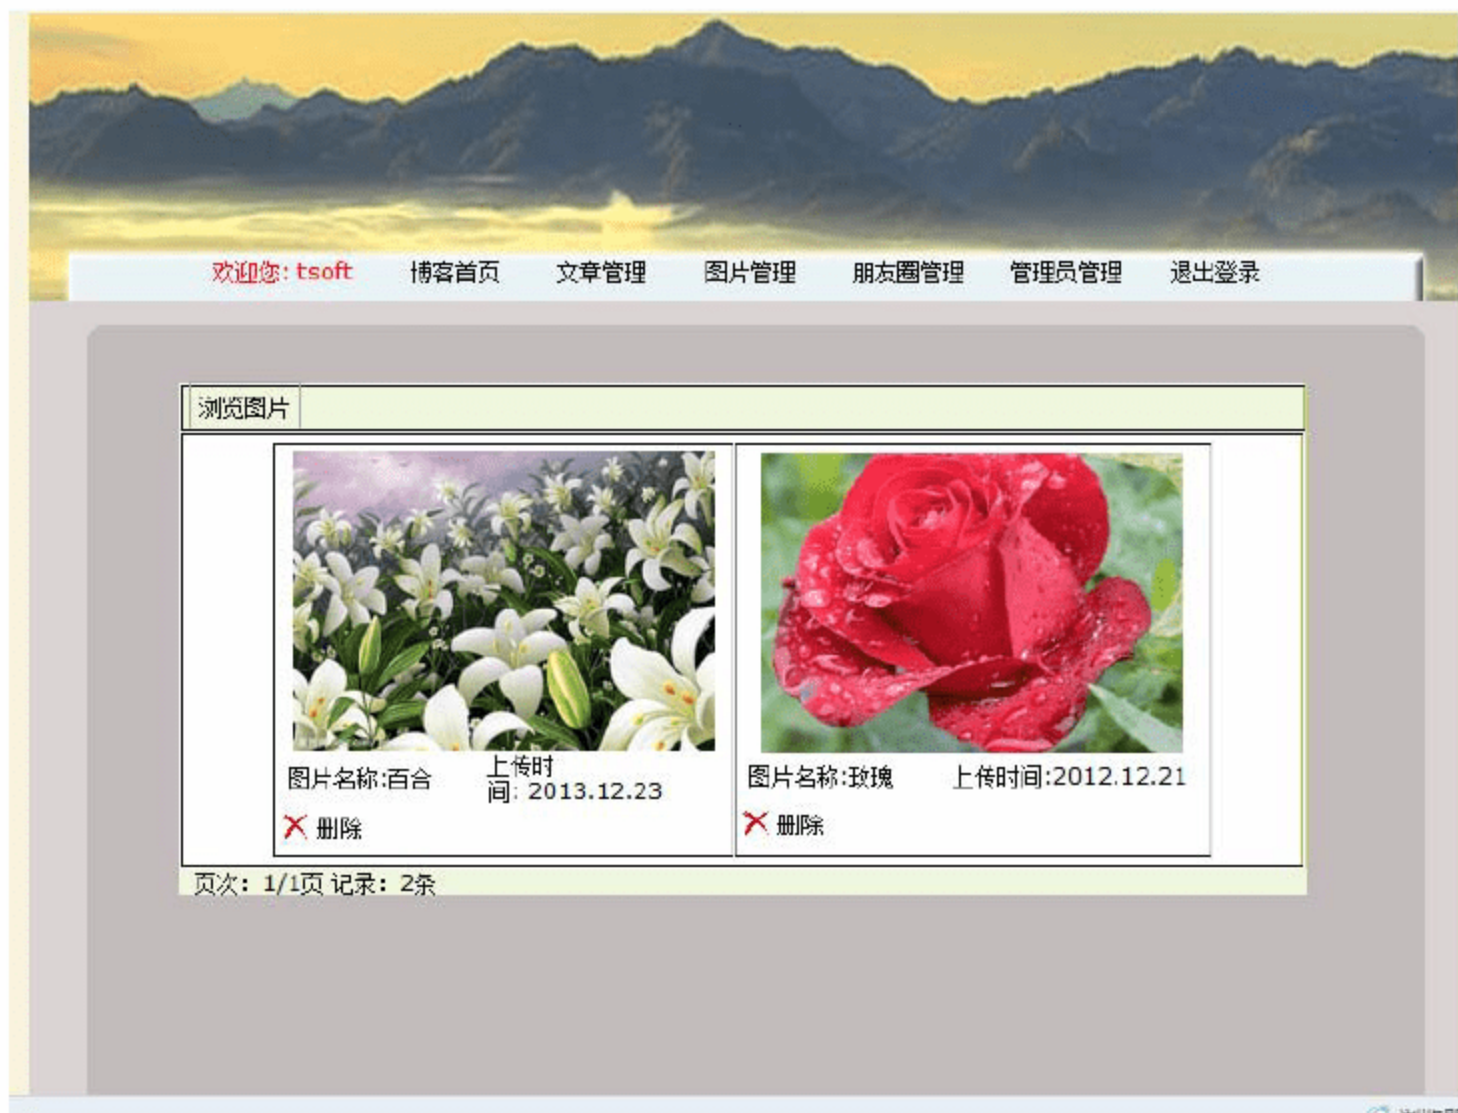 欢迎您: tsoft 博客首页 文章管理 图片管理 朋友圈管理 管理员管理 退出登录
浏览图片
图片名称:百合 上传时
间: 2013.12.23
删除
图片名称:玫瑰 上传时间:2012.12.21
删除
页次: 1/1页 记录: 2条